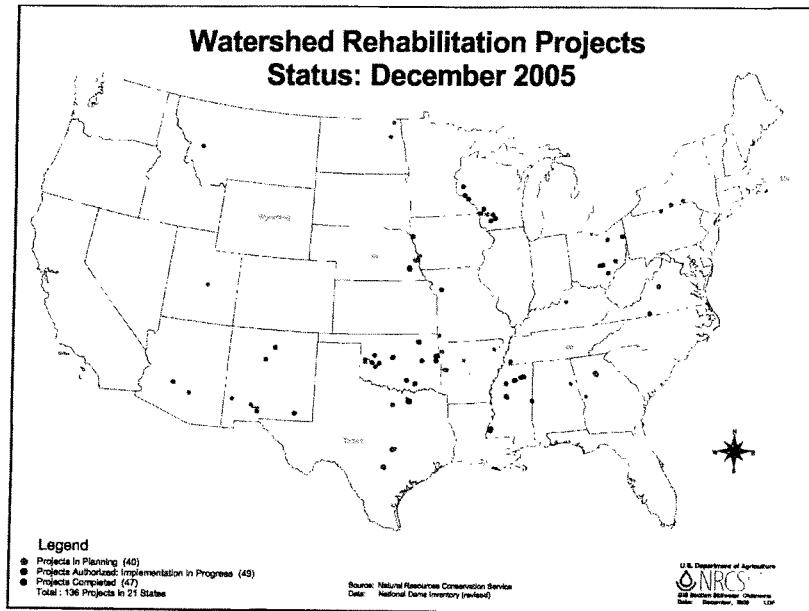 Watershed Rehabilitation Projects
Status: December 2005
Wyoming
Texas
N
Legend
Projects In Planning (40)
Projects Authorized: Implementation in Progress (49)
Projects Completed (47)
Total : 136 Projects in 21 States
Source: Natural Resources Conservation Service
Data: National Dams Inventory (revised)
U.S. Department of Agriculture
NRCS